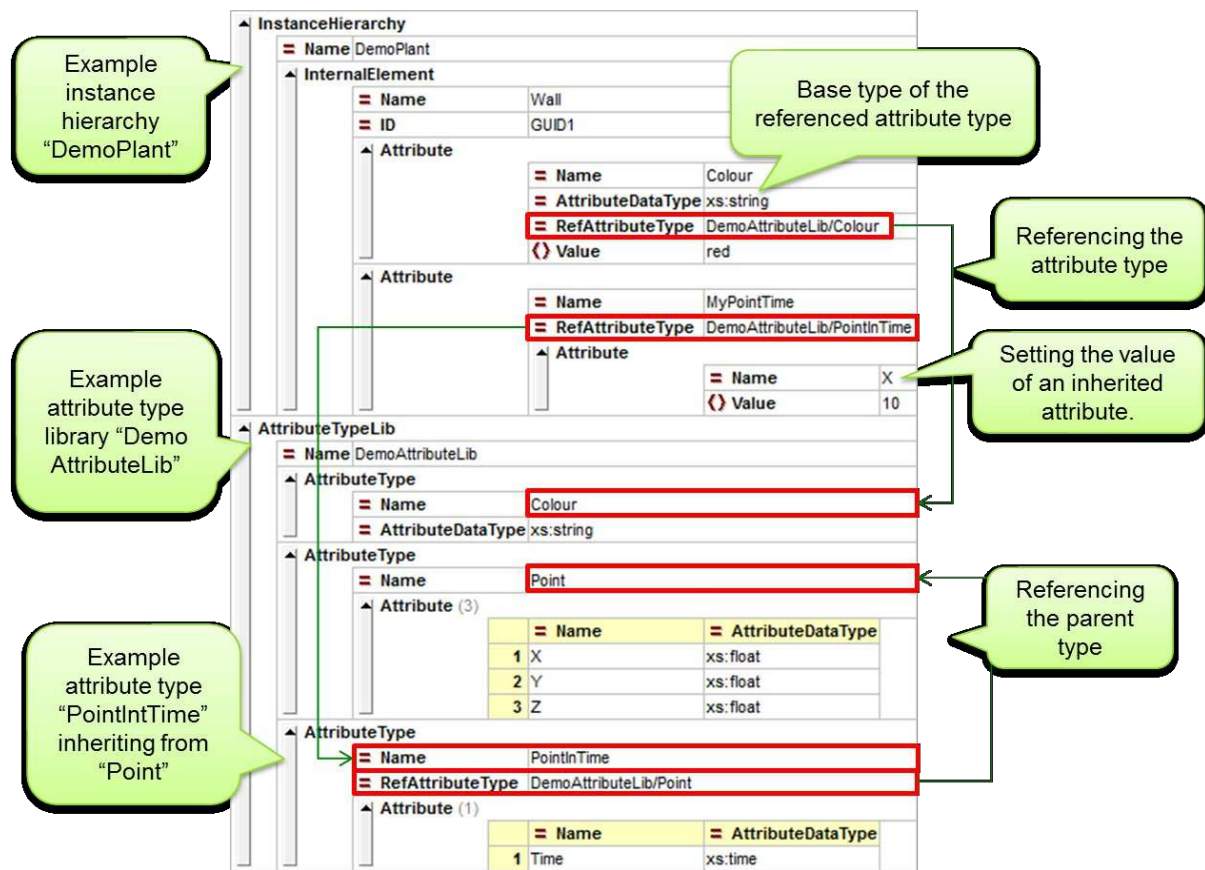 InstanceHierarchy
= Name DemoPlant
InternalElement
= Name Wall
= ID GUID1
Attribute
= Name Colour
= AttributeDataType xs:string
= RefAttributeType DemoAttributeLib/Colour
Value red
Attribute
= Name MyPointTime
= RefAttributeType DemoAttributeLib/PointInTime
Attribute
= Name X
Value 10
AttributeTypeLib
= Name DemoAttributeLib
AttributeType
= Name Colour
= AttributeDataType xs:string
AttributeType
= Name Point
Attribute (3)
= Name = AttributeDataType
1 X xs:float
2 Y xs:float
3 Z xs:float
AttributeType
= Name PointInTime
= RefAttributeType DemoAttributeLib/Point
Attribute (1)
= Name = AttributeDataType
1 Time xs:time
Example
instance
hierarchy
“DemoPlant”
Base type of the
referenced attribute type
Referencing the
attribute type
Setting the value
of an inherited
attribute.
Example
attribute type
library “Demo
AttributeLib”
Referencing
the parent
type
Example
attribute type
“PointIntTime”
inheriting from
“Point”